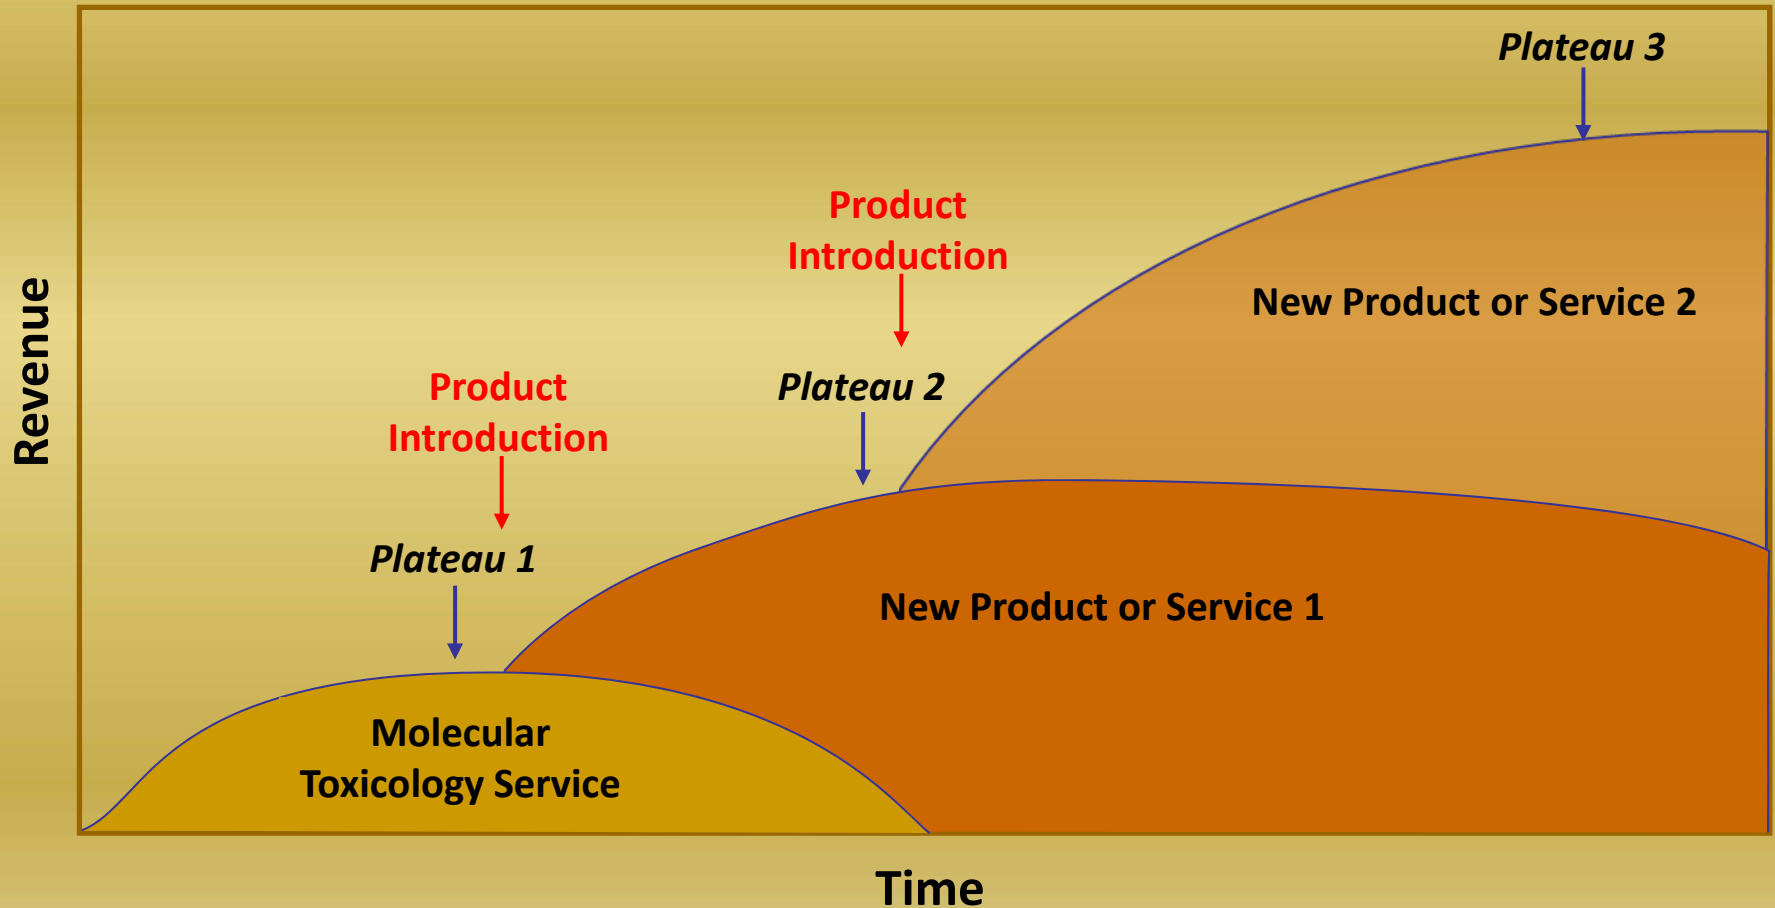 Plateau 3
Product
Introduction
New Product or Service 2
Revenue
Product
Introduction
Plateau 2
Plateau 1
New Product or Service 1
Molecular
Toxicology Service
Time